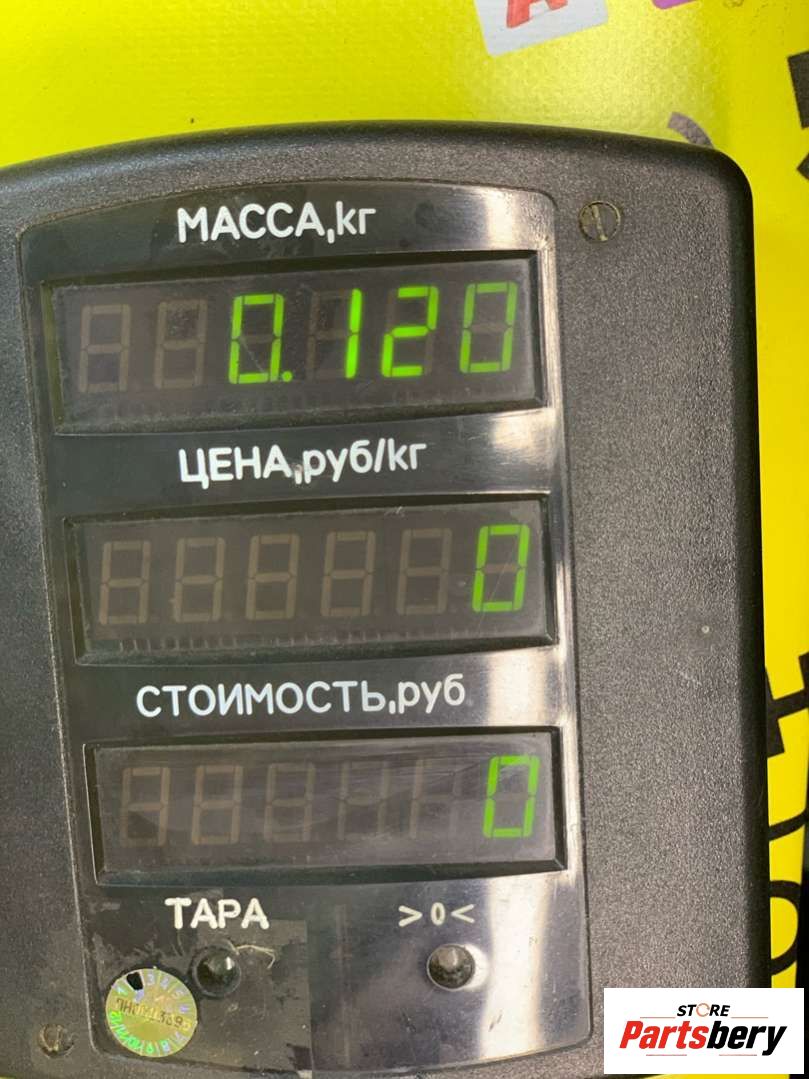 МАССА,кг
0.120
ЦЕНА,руб/кг
0
СТОИМОСТЬ,руб
0
ТАРА >0<
STORE
Partsbery